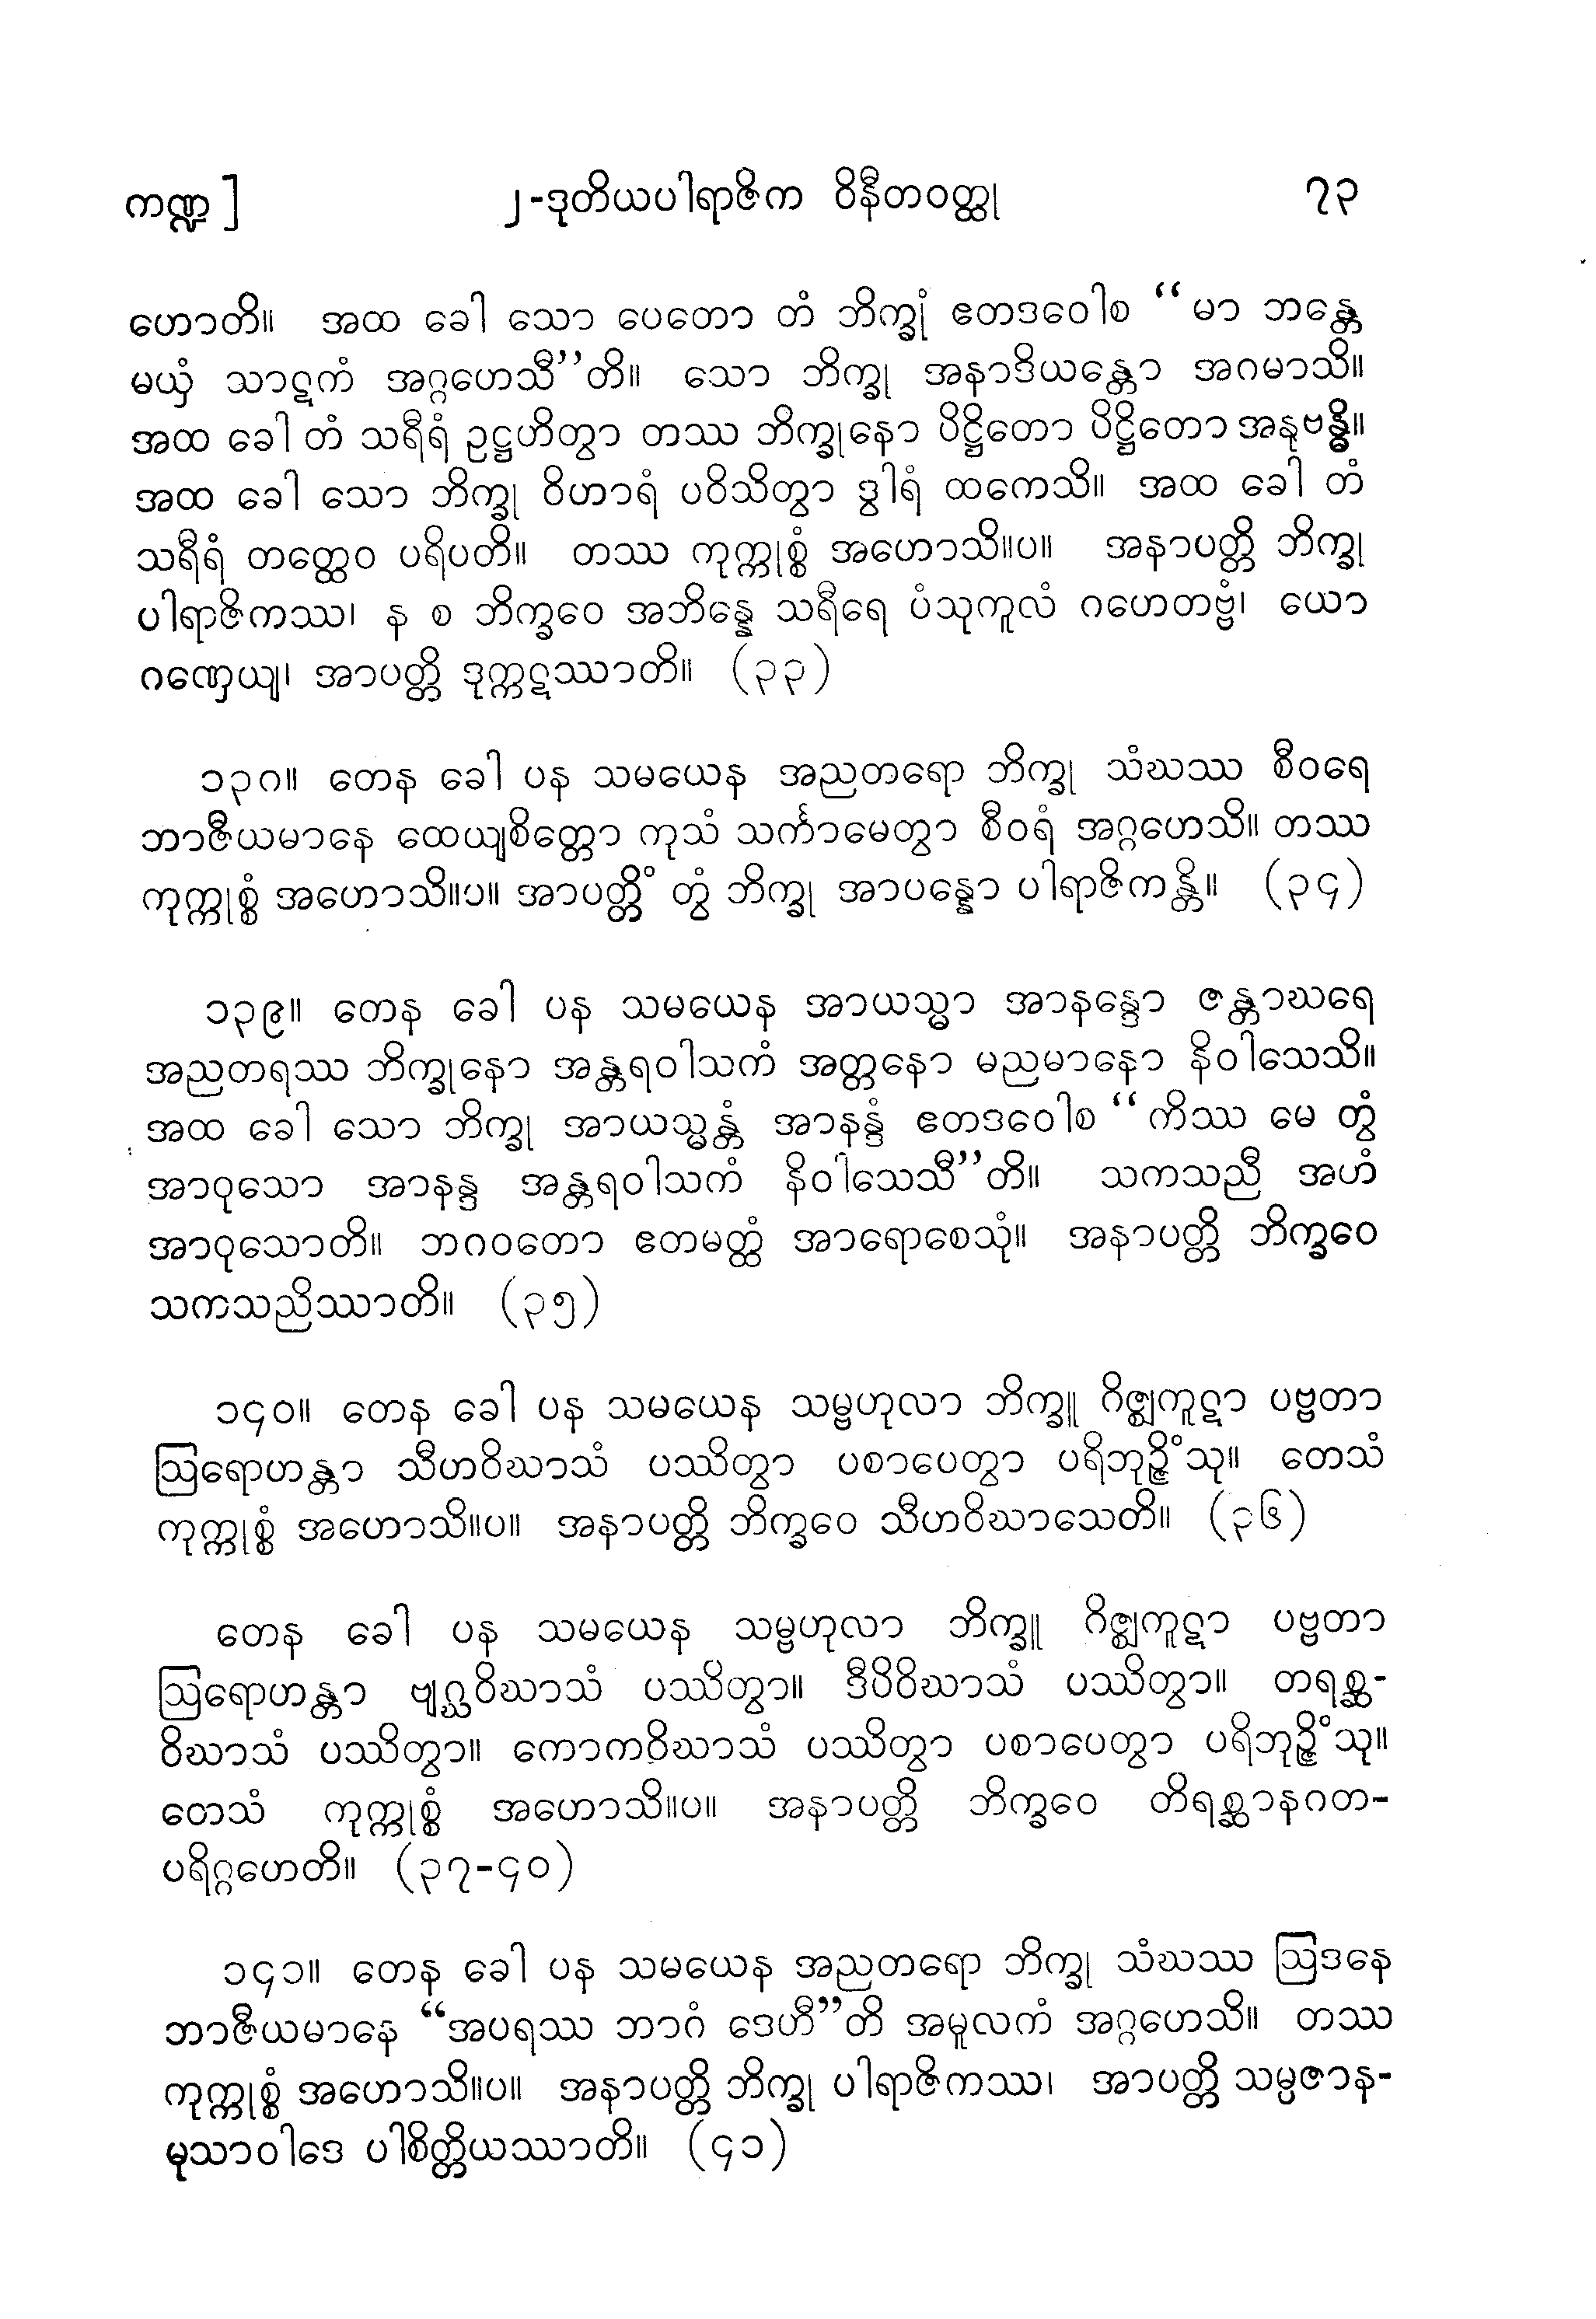 ကဏ္ဍ ] ၂-ဒုတိယပါရာဇိက ဝိနီတဝတ္ထု ၇၃
ဟောတိ။ အထ ခေါ သော ပေတော တံ ဘိက္ခုံ ဧတဒဝေါစ “မာ ဘန္တေ
မယှံ သာဋကံ အဂ္ဂဟေသီ”တိ။ သော ဘိက္ခု အနာဒိယန္တော အဂမာသိ။
အထ ခေါ တံ သရီရံ ဥဋ္ဌဟိတွာ တဿ ဘိက္ခုနော ပိဋ္ဌိတော ပိဋ္ဌိတော အနုဗန္ဓိ။
အထ ခေါ သော ဘိက္ခု ဝိဟာရံ ပဝိသိတွာ ဒွါရံ ထကေသိ။ အထ ခေါ တံ
သရီရံ တတ္ထေဝ ပရိပတိ။ တဿ ကုက္ကုစ္စံ အဟောသိ။ပ။ အနာပတ္တိ ဘိက္ခု
ပါရာဇိကဿ၊ န စ ဘိက္ခဝေ အဘိန္နေ သရီရေ ပံသုကူလံ ဂဟေတဗ္ဗံ၊ ယော
ဂဏှေယျ၊ အာပတ္တိ ဒုက္ကဋဿာတိ။ (၃၃)
၁၃၈။ တေန ခေါ ပန သမယေန အညတရော ဘိက္ခု သံဃဿ စီဝရေ
ဘာဇီယမာနေ ထေယျစိတ္တော ကုသံ သင်္ကာမေတွာ စီဝရံ အဂ္ဂဟေသိ။ တဿ
ကုက္ကုစ္စံ အဟောသိ။ပ။ အာပတ္တိံ တွံ ဘိက္ခု အာပန္နော ပါရာဇိကန္တိ။ (၃၄)
၁၃၉။ တေန ခေါ ပန သမယေန အာယသ္မာ အာနန္ဒော ဇန္တာဃရေ
အညတရဿ ဘိက္ခုနော အန္တရဝါသကံ အတ္တနော မညမာနော နိဝါသေသိ။
အထ ခေါ သော ဘိက္ခု အာယသ္မန္တံ အာနန္ဒံ ဧတဒဝေါစ “ကိဿ မေ တွံ
အာဝုသော အာနန္ဒ အန္တရဝါသကံ နိဝါသေသီ”တိ။ သကသညီ အဟံ
အာဝုသောတိ။ ဘဂဝတော ဧတမတ္ထံ အာရောစေသုံ။ အနာပတ္တိ ဘိက္ခဝေ
သကသညိဿာတိ။ (၃၅)
၁၄၀။ တေန ခေါ ပန သမယေန သမ္ဗဟုလာ ဘိက္ခူ ဂိဇ္ဈကူဋာ ပဗ္ဗတာ
ဩရောဟန္တာ သီဟဝိဃာသံ ပဿိတွာ ပစာပေတွာ ပရိဘုဉ္ဇိံသု။ တေသံ
ကုက္ကုစ္စံ အဟောသိ။ပ။ အနာပတ္တိ ဘိက္ခဝေ သီဟဝိဃာသေတိ။ (၃၆)
တေန ခေါ ပန သမယေန သမ္ဗဟုလာ ဘိက္ခူ ဂိဇ္ဈကူဋာ ပဗ္ဗတာ
ဩရောဟန္တာ ဗျဂ္ဃဝိဃာသံ ပဿိတွာ။ ဒီပိဝိဃာသံ ပဿိတွာ။ တရစ္ဆ-
ဝိဃာသံ ပဿိတွာ။ ကောကဝိဃာသံ ပဿိတွာ ပစာပေတွာ ပရိဘုဉ္ဇိံသု။
တေသံ ကုက္ကုစ္စံ အဟောသိ။ပ။ အနာပတ္တိ ဘိက္ခဝေ တိရစ္ဆာနဂတ-
ပရိဂ္ဂဟေတိ။ (၃၇-၄၀)
၁၄၁။ တေန ခေါ ပန သမယေန အညတရော ဘိက္ခု သံဃဿ ဩဒနေ
ဘာဇီယမာနေ “အပရဿ ဘာဂံ ဒေဟီ”တိ အမူလကံ အဂ္ဂဟေသိ။ တဿ
ကုက္ကုစ္စံ အဟောသိ။ပ။ အနာပတ္တိ ဘိက္ခု ပါရာဇိကဿ၊ အာပတ္တိ သမ္ပဇာန-
မုသာဝါဒေ ပါစိတ္တိယဿာတိ။ (၄၁)